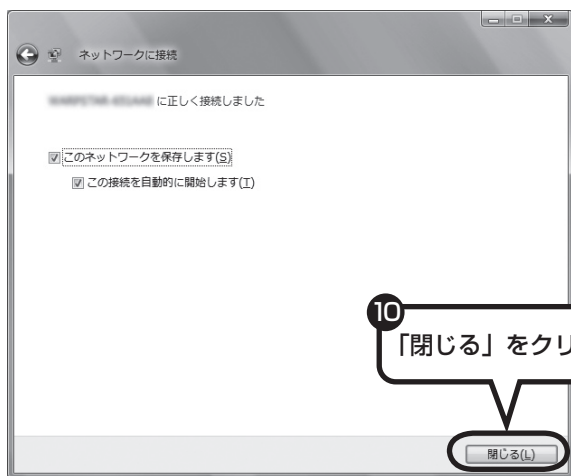 ネットワークに接続
に正しく接続しました
このネットワークを保存します(S)
この接続を自動的に開始します(T)
10
「閉じる」をクリ
閉じる(L)